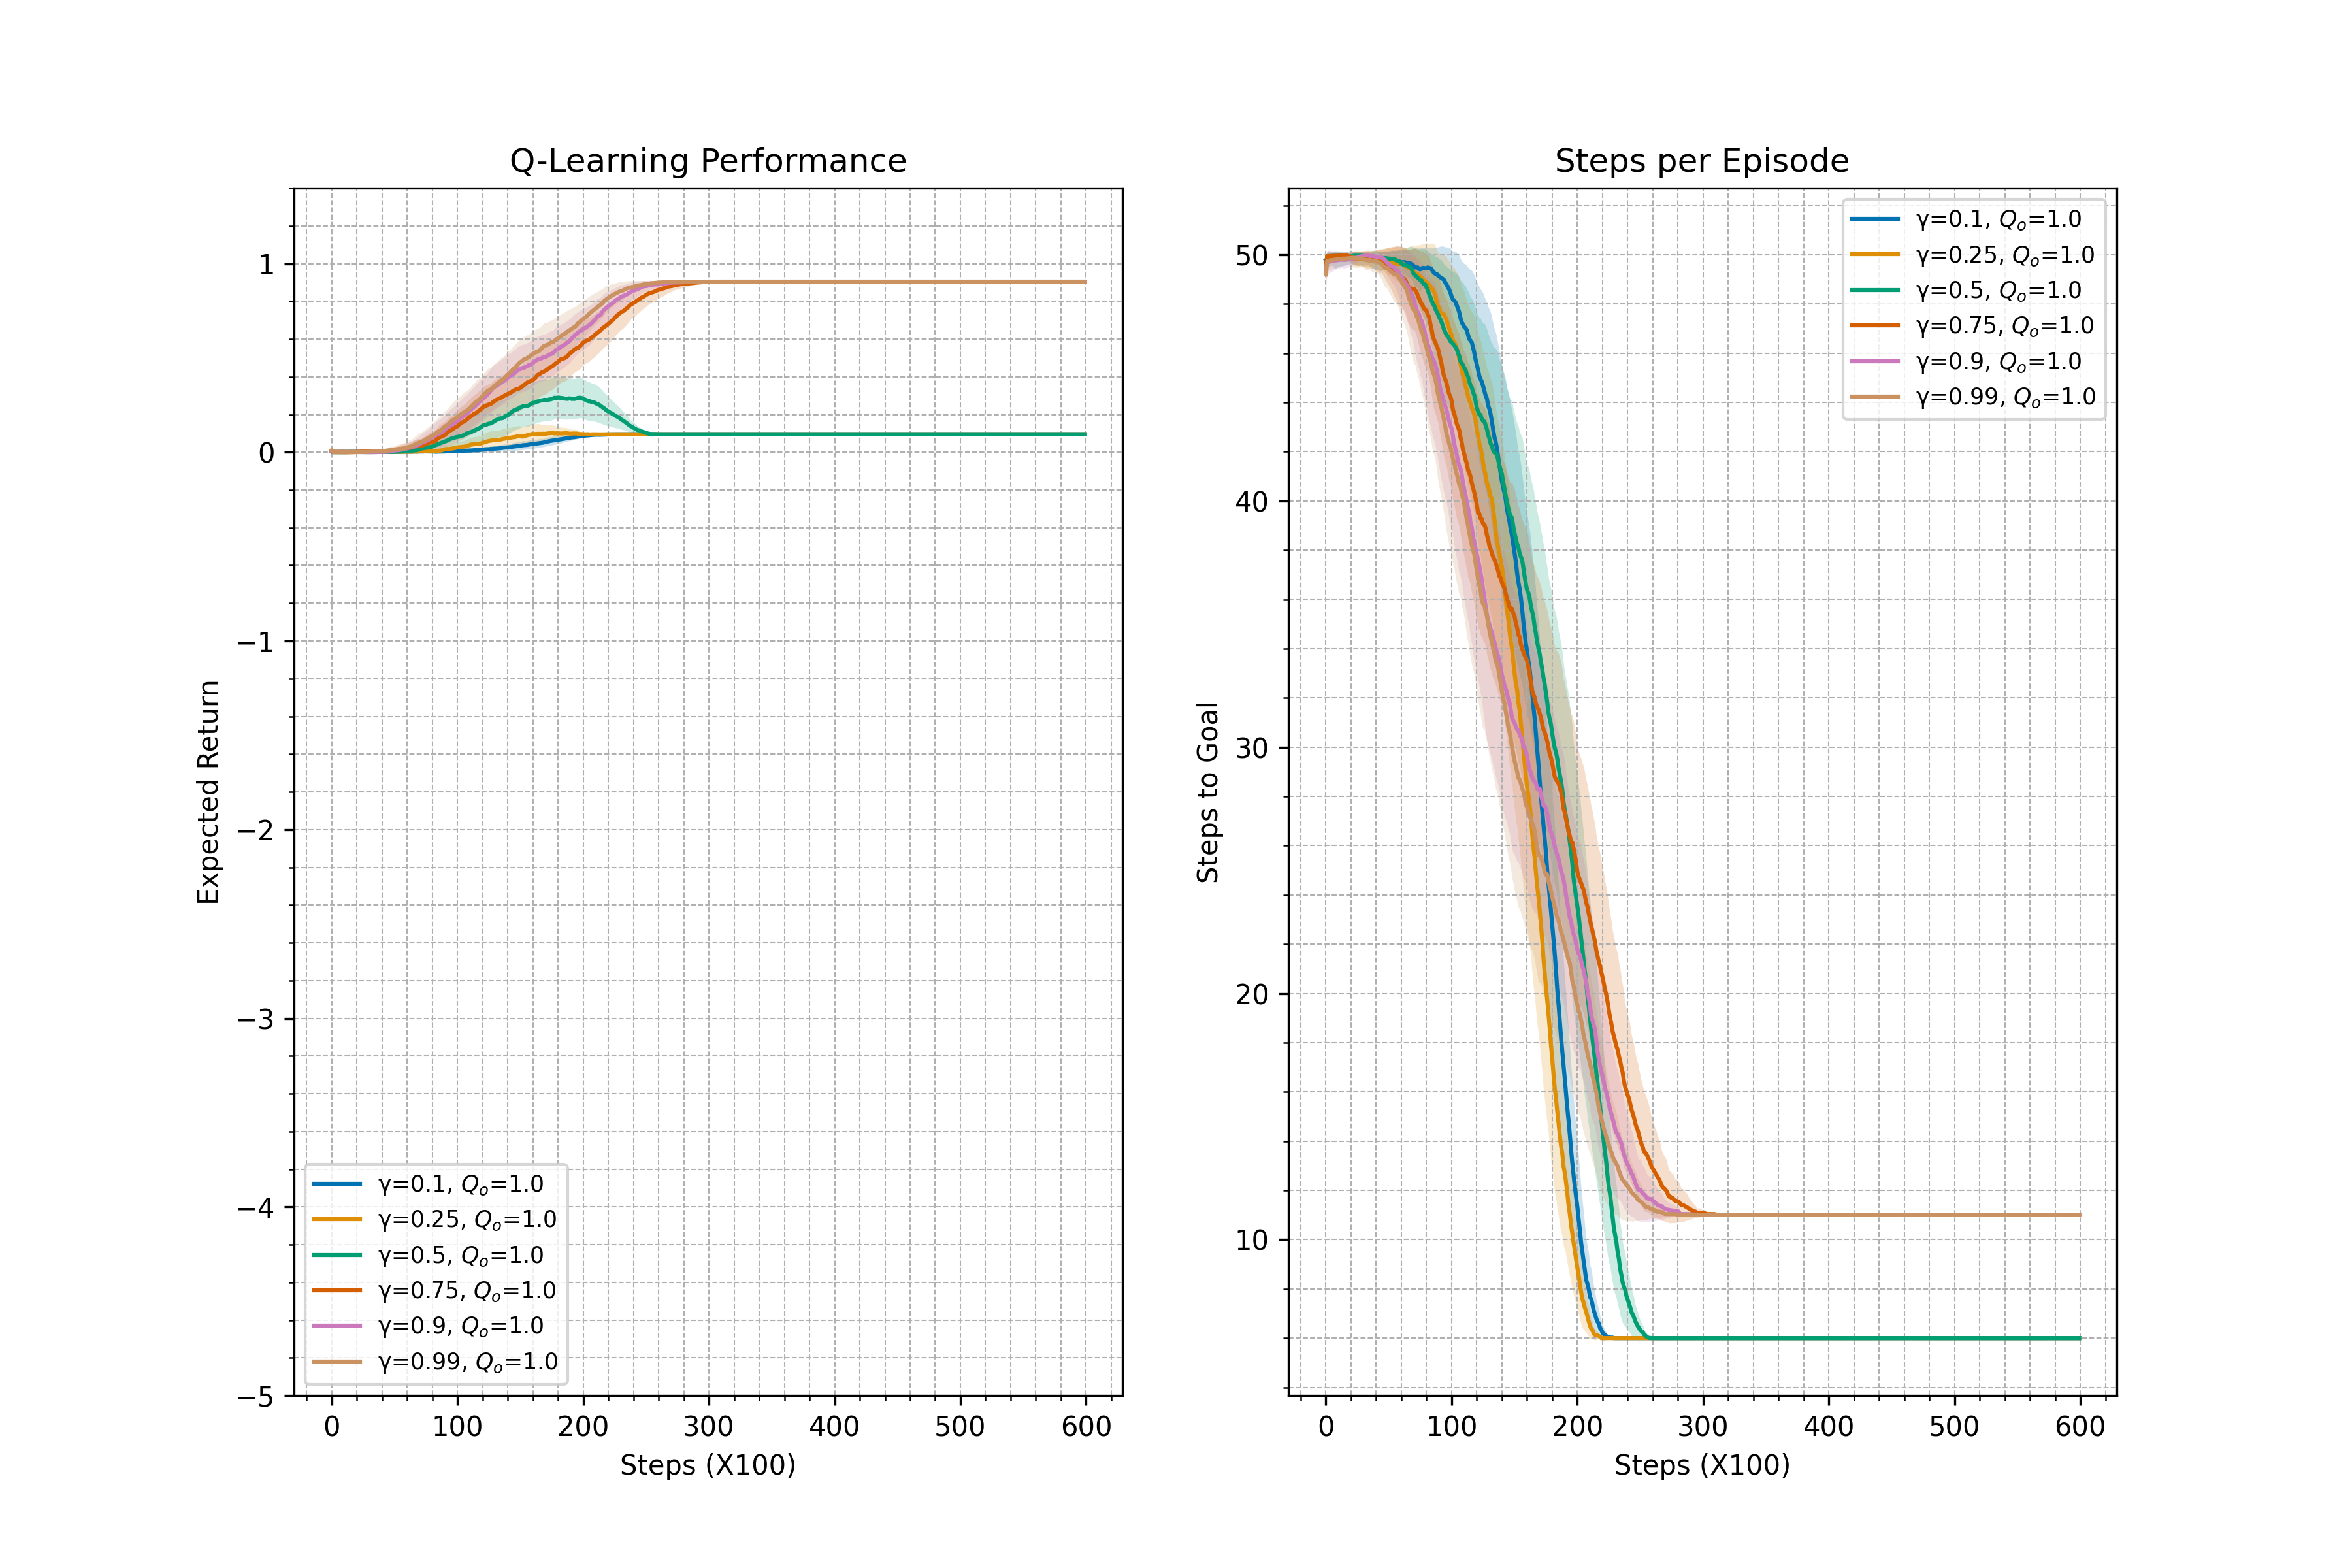 Q-Learning Performance
Expected Return
1
0
−1
−2
−3
−4
−5
γ=0.1, Qo=1.0
γ=0.25, Qo=1.0
γ=0.5, Qo=1.0
γ=0.75, Qo=1.0
γ=0.9, Qo=1.0
γ=0.99, Qo=1.0
0 100 200 300 400 500 600
Steps (X100)
Steps per Episode
Steps to Goal
50
40
30
20
10
γ=0.1, Qo=1.0
γ=0.25, Qo=1.0
γ=0.5, Qo=1.0
γ=0.75, Qo=1.0
γ=0.9, Qo=1.0
γ=0.99, Qo=1.0
0 100 200 300 400 500 600
Steps (X100)